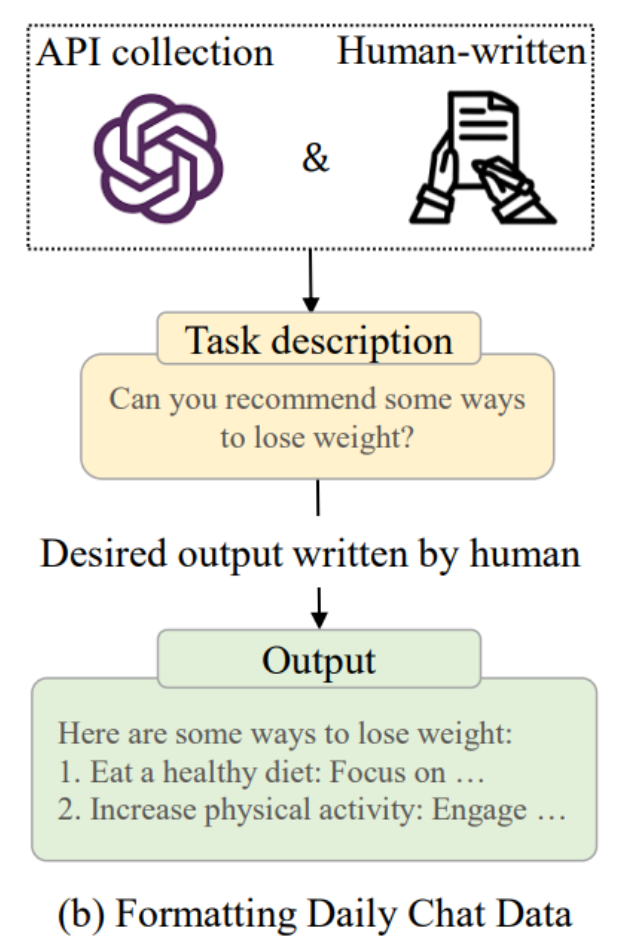 API collection
Human-written
&
Task description
Can you recommend some ways
to lose weight?
Desired output written by human
Output
Here are some ways to lose weight:
1. Eat a healthy diet: Focus on …
2. Increase physical activity: Engage …
(b) Formatting Daily Chat Data